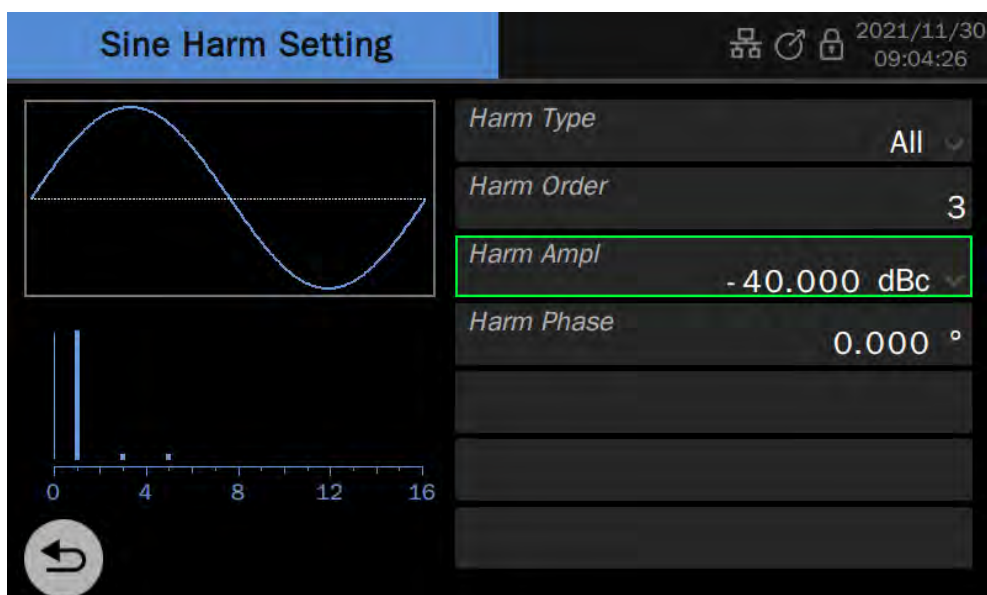 Sine Harm Setting
2021/11/30
09:04:26
Harm Type
All
Harm Order
3
Harm Ampl
-40.000 dBc
Harm Phase
0.000 °
0 4 8 12 16